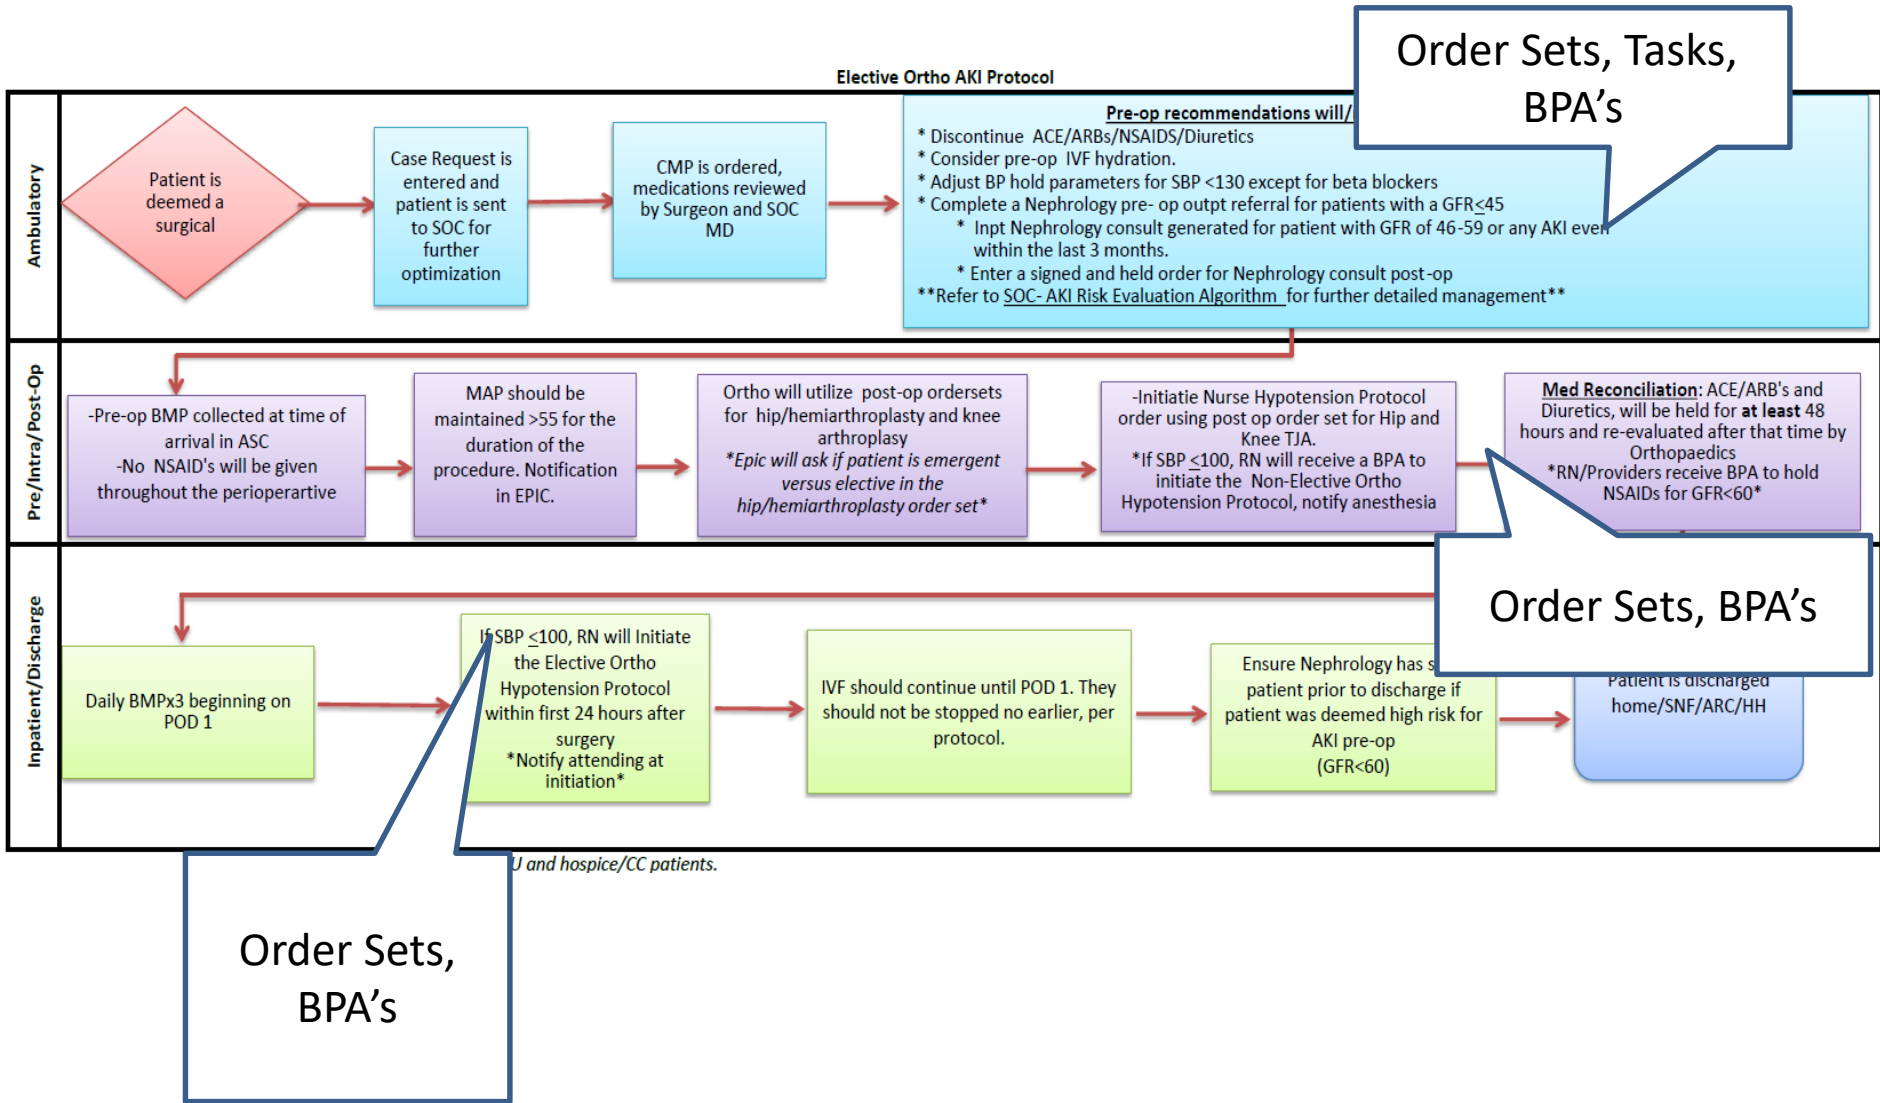 Elective Ortho AKI Protocol
Order Sets, Tasks,
BPA's
Ambulatory
Patient is
deemed a
surgical
Case Request is
entered and
patient is sent
to SOC for
further
optimization
CMP is ordered,
medications reviewed
by Surgeon and SOC
MD
Pre-op recommendations will/
* Discontinue ACE/ARBs/NSAIDS/Diuretics
* Consider pre-op IVF hydration.
* Adjust BP hold parameters for SBP <130 except for beta blockers
* Complete a Nephrology pre- op outpt referral for patients with a GFR≤45
* Inpt Nephrology consult generated for patient with GFR of 46-59 or any AKI even
within the last 3 months.
* Enter a signed and held order for Nephrology consult post-op
**Refer to SOC- AKI Risk Evaluation Algorithm for further detailed management**
Pre/Intra/Post-Op
-Pre-op BMP collected at time of
arrival in ASC
-No NSAID's will be given
throughout the perioperartive
MAP should be
maintained >55 for the
duration of the
procedure. Notification
in EPIC.
Ortho will utilize post-op ordersets
for hip/hemiarthroplasty and knee
arthroplasy
*Epic will ask if patient is emergent
versus elective in the
hip/hemiarthroplasty order set*
-Initiatie Nurse Hypotension Protocol
order using post op order set for Hip and
Knee TJA.
*If SBP ≤100, RN will receive a BPA to
initiate the Non-Elective Ortho
Hypotension Protocol, notify anesthesia
Med Reconciliation: ACE/ARB's and
Diuretics, will be held for at least 48
hours and re-evaluated after that time by
Orthopaedics
*RN/Providers receive BPA to hold
NSAIDs for GFR<60*
Order Sets, BPA's
Inpatient/Discharge
Daily BMPx3 beginning on
POD 1
If SBP ≤100, RN will Initiate
the Elective Ortho
Hypotension Protocol
within first 24 hours after
surgery
*Notify attending at
initiation*
IVF should continue until POD 1. They
should not be stopped no earlier, per
protocol.
Ensure Nephrology has s
patient prior to discharge if
patient was deemed high risk for
AKI pre-op
(GFR<60)
Patient is discharged
home/SNF/ARC/HH
U and hospice/CC patients.
Order Sets,
BPA's